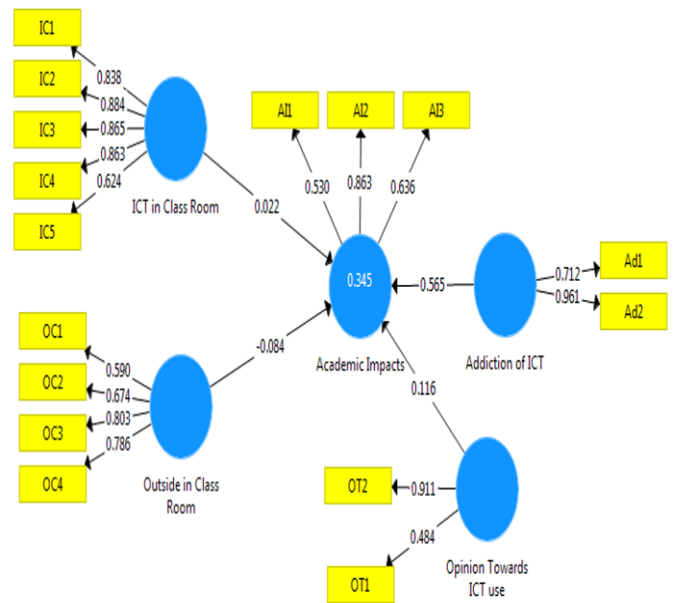 IC1
0.838
IC2
0.884
IC3
0.865
IC4
0.863
IC5
0.624
ICT in Class Room
0.022
AI1
AI2
AI3
0.530
0.863
0.636
0.345
Academic Impacts
0.565
Addiction of ICT
0.712
Ad1
0.961
Ad2
OC1
0.590
OC2
0.674
OC3
0.803
OC4
0.786
Outside in Class
Room
-0.084
0.116
OT2
0.911
OT1
0.484
Opinion Towards
ICT use